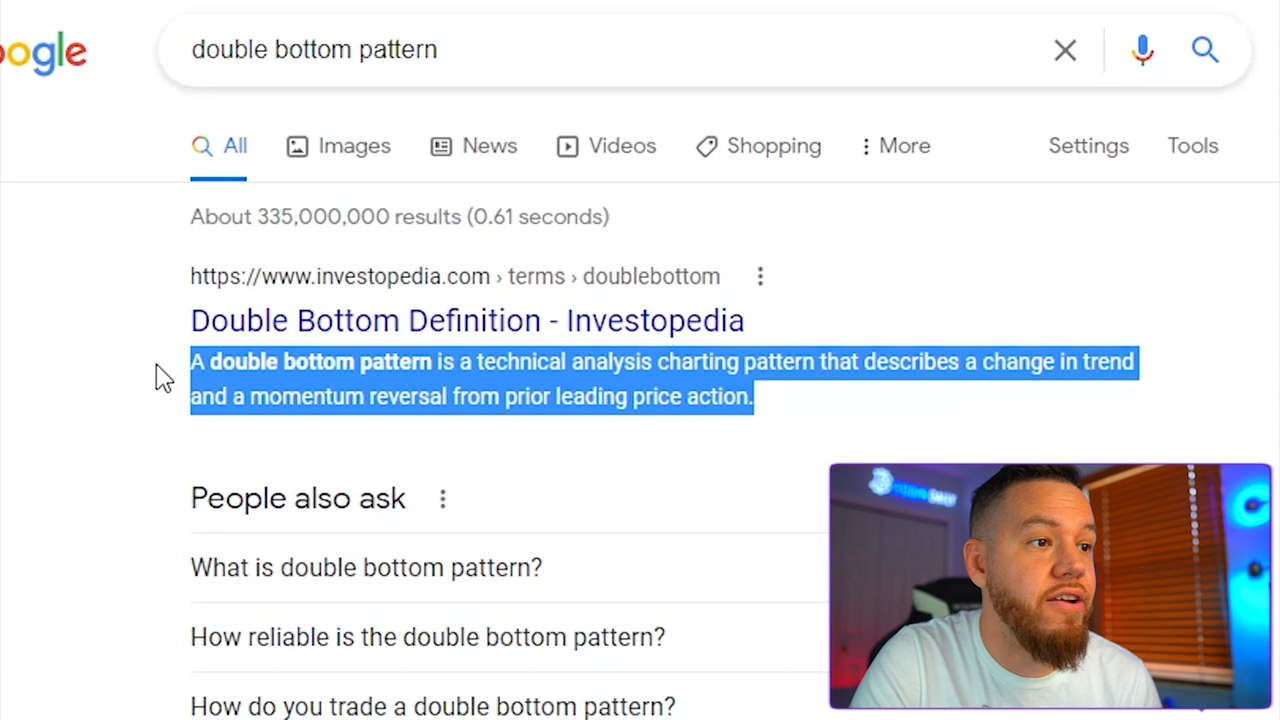 oogle
double bottom pattern
All Images News Videos Shopping More Settings Tools
About 335,000,000 results (0.61 seconds)
https://www.investopedia.com › terms › doublebottom
Double Bottom Definition - Investopedia
A double bottom pattern is a technical analysis charting pattern that describes a change in trend
and a momentum reversal from prior leading price action.
People also ask
What is double bottom pattern?
How reliable is the double bottom pattern?
How do you trade a double bottom pattern?